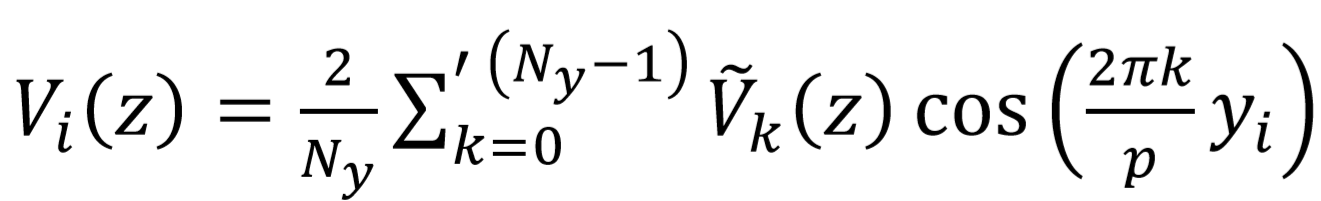 V_i(z) = \frac{2}{N_y} \sum_{k=0}^{\prime (N_y-1)} \tilde{V}_k(z) \cos\left(\frac{2\pi k}{p} y_i\right)